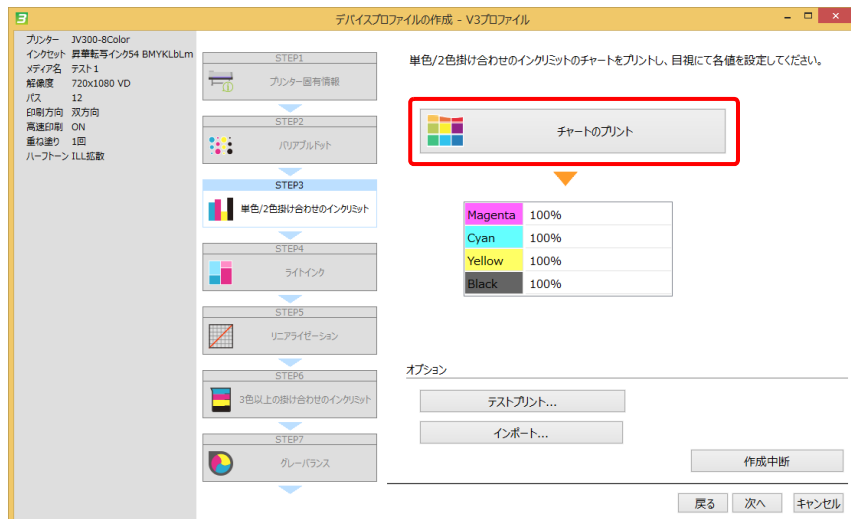 デバイスプロファイルの作成 - V3プロファイル
プリンター JV300-8Color
インクセット 昇華転写インク54 BMYKLbLm
メディア名 テスト1
解像度 720x1080 VD
パス 12
印刷方向 双方向
高速印刷 ON
重ね塗り 1回
ハーフトーン ILL拡散
STEP1
プリンター固有情報
STEP2
バリアブルドット
STEP3
単色/2色掛け合わせのインクリミット
STEP4
ライトインク
STEP5
リニアライゼーション
STEP6
3色以上の掛け合わせのインクリミット
STEP7
グレーバランス
単色/2色掛け合わせのインクリミットのチャートをプリントし、目視にて各値を設定してください。
チャートのプリント
Magenta 100%
Cyan 100%
Yellow 100%
Black 100%
オプション
テストプリント...
インポート...
作成中断
戻る 次へ キャンセル